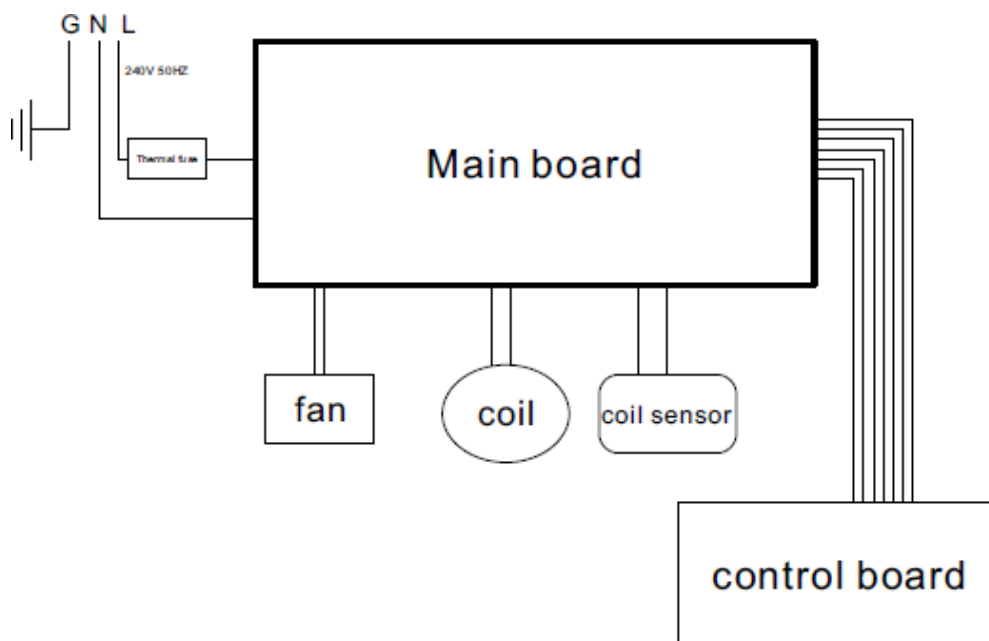 G N L
240V 50HZ
Thermal fuse
Main board
fan
coil
coil sensor
control board